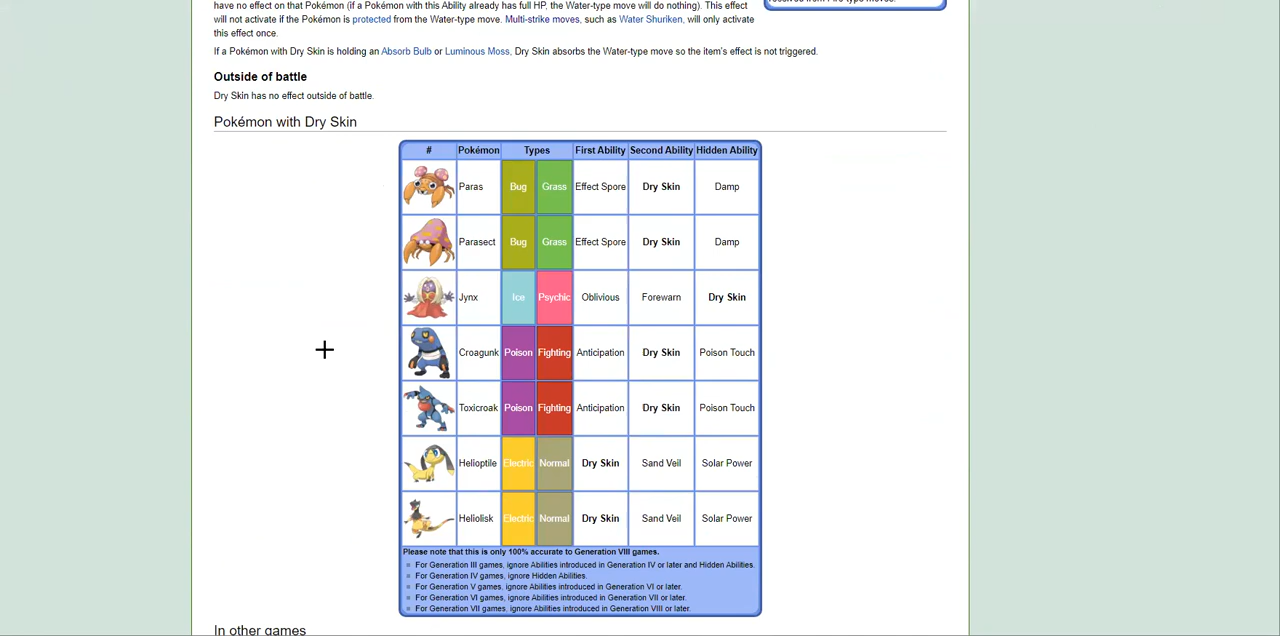 have no effect on that Pokémon (if a Pokémon with this Ability already has full HP, the Water-type move will do nothing). This effect
will not activate if the Pokémon is protected from the Water-type move. Multi-strike moves, such as Water Shuriken, will only activate
this effect once.
If a Pokémon with Dry Skin is holding an Absorb Bulb or Luminous Moss, Dry Skin absorbs the Water-type move so the item's effect is not triggered.
Outside of battle
Dry Skin has no effect outside of battle.
Pokémon with Dry Skin
# Pokémon Types First Ability Second Ability Hidden Ability
Paras Bug Grass Effect Spore Dry Skin Damp
Parasect Bug Grass Effect Spore Dry Skin Damp
Jynx Ice Psychic Oblivious Forewarn Dry Skin
Croagunk Poison Fighting Anticipation Dry Skin Poison Touch
Toxicroak Poison Fighting Anticipation Dry Skin Poison Touch
Helioptile Electric Normal Dry Skin Sand Veil Solar Power
Heliolisk Electric Normal Dry Skin Sand Veil Solar Power
Please note that this is only 100% accurate to Generation VIII games.
For Generation III games, ignore Abilities introduced in Generation IV or later and Hidden Abilities.
For Generation IV games, ignore Hidden Abilities.
For Generation V games, ignore Abilities introduced in Generation VI or later.
For Generation VI games, ignore Abilities introduced in Generation VII or later.
For Generation VII games, ignore Abilities introduced in Generation VIII or later.
In other games